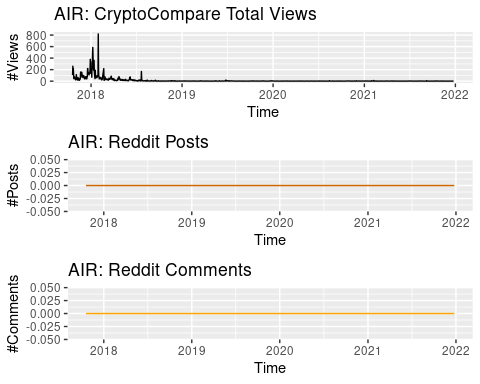 AIR: CryptoCompare Total Views
#Views
800
600
400
200
0
2018 2019 2020 2021 2022
Time
AIR: Reddit Posts
#Posts
0.050
0.025
0.000
-0.025
-0.050
2018 2019 2020 2021 2022
Time
AIR: Reddit Comments
#Comments
0.050
0.025
0.000
-0.025
-0.050
2018 2019 2020 2021 2022
Time